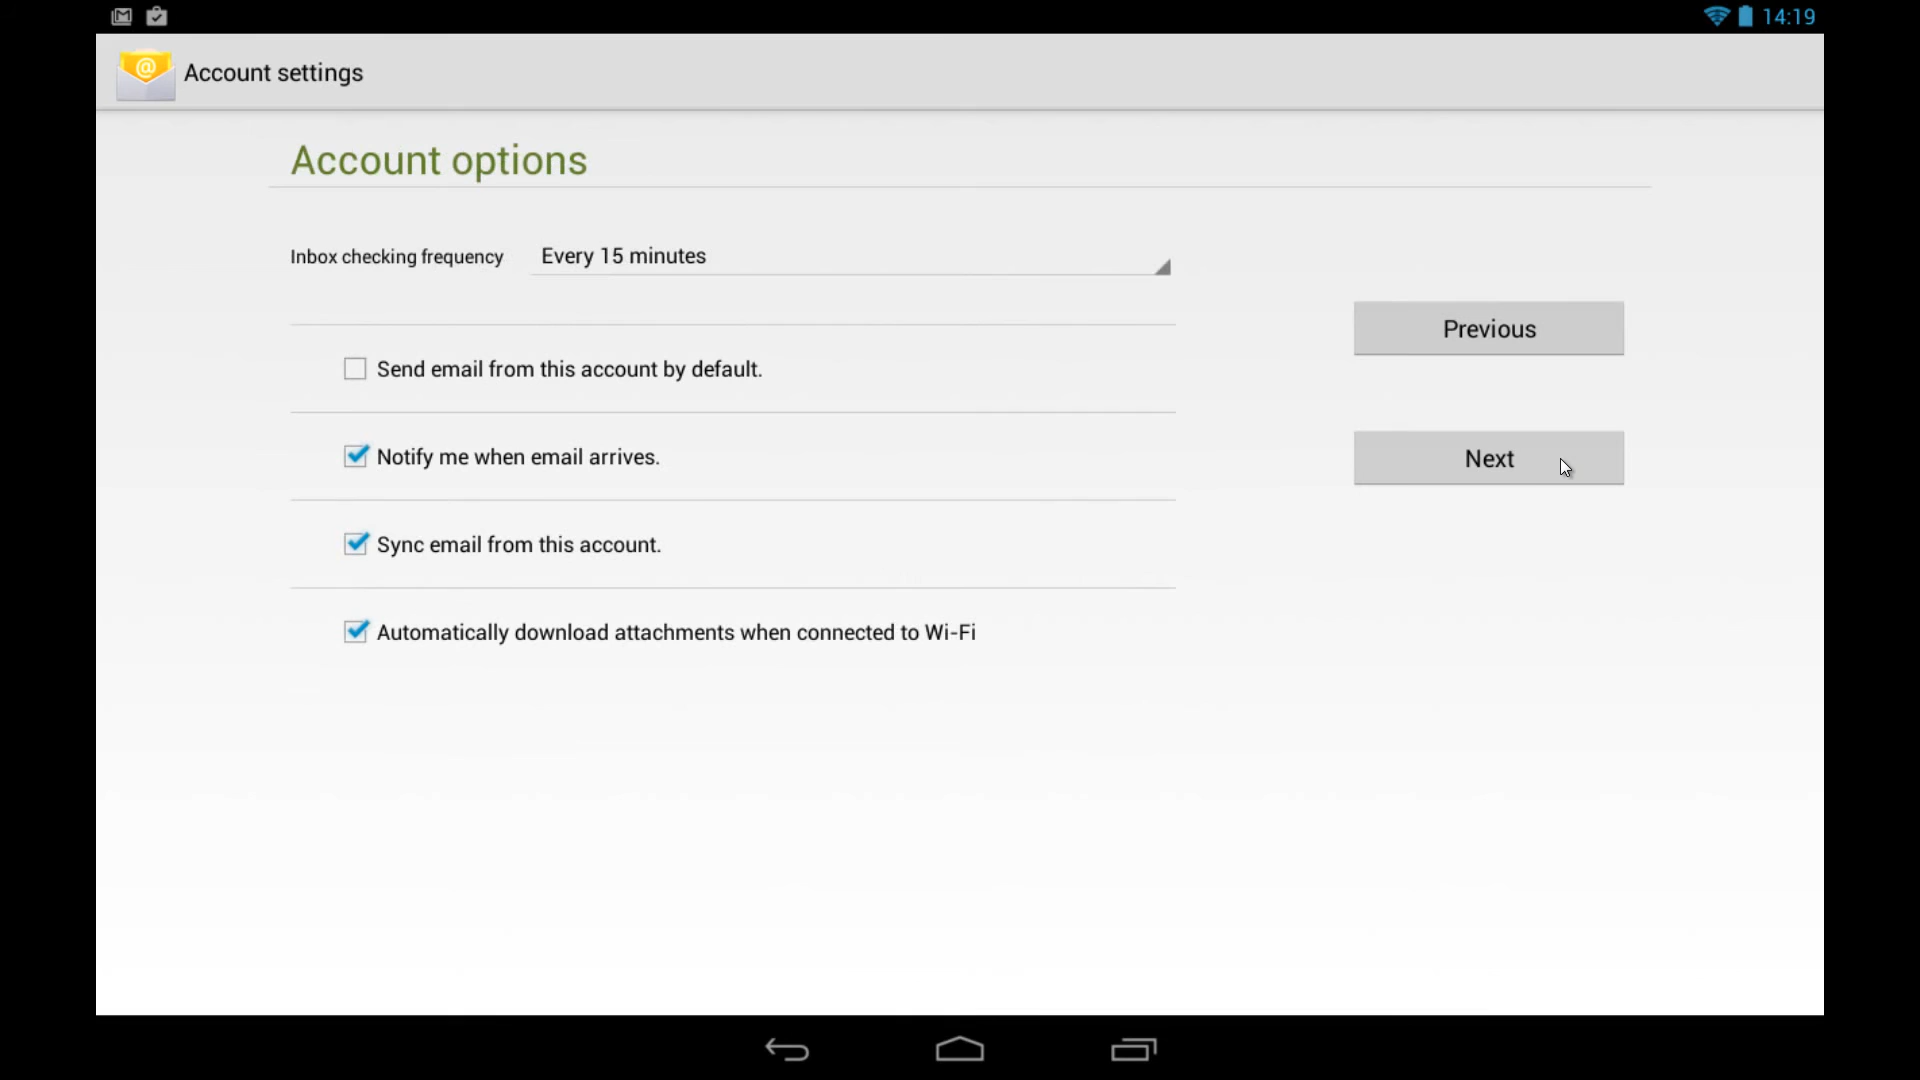 14:19
@
Account settings
Account options
Inbox checking frequency Every 15 minutes
Previous
Send email from this account by default.
Notify me when email arrives.
Next
Sync email from this account.
Automatically download attachments when connected to Wi-Fi